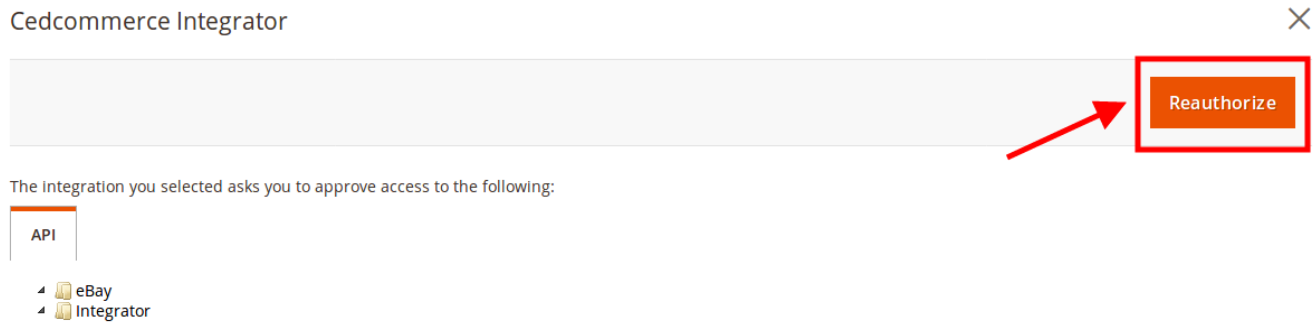 Cedcommerce Integrator
Reauthorize
The integration you selected asks you to approve access to the following:
API
eBay
Integrator